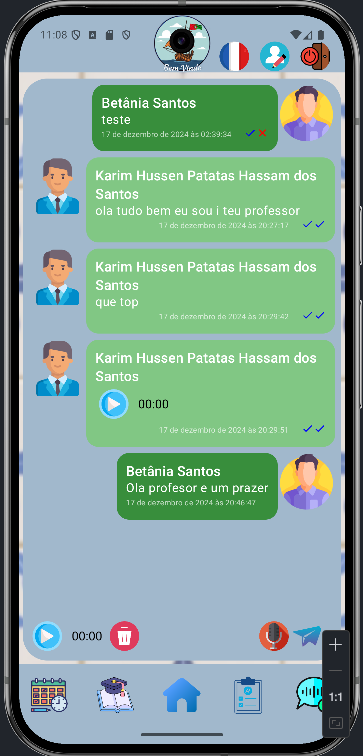 11:08
Bem-Vindo
Betânia Santos
teste
17 de dezembro de 2024 às 02:39:34
Karim Hussen Patatas Hassam dos
Santos
ola tudo bem eu sou i teu professor
17 de dezembro de 2024 às 20:27:17
Karim Hussen Patatas Hassam dos
Santos
que top
17 de dezembro de 2024 às 20:29:42
Karim Hussen Patatas Hassam dos
Santos
00:00
17 de dezembro de 2024 às 20:29:51
Betânia Santos
Ola profesor e um prazer
17 de dezembro de 2024 às 20:46:47
00:00
1:1